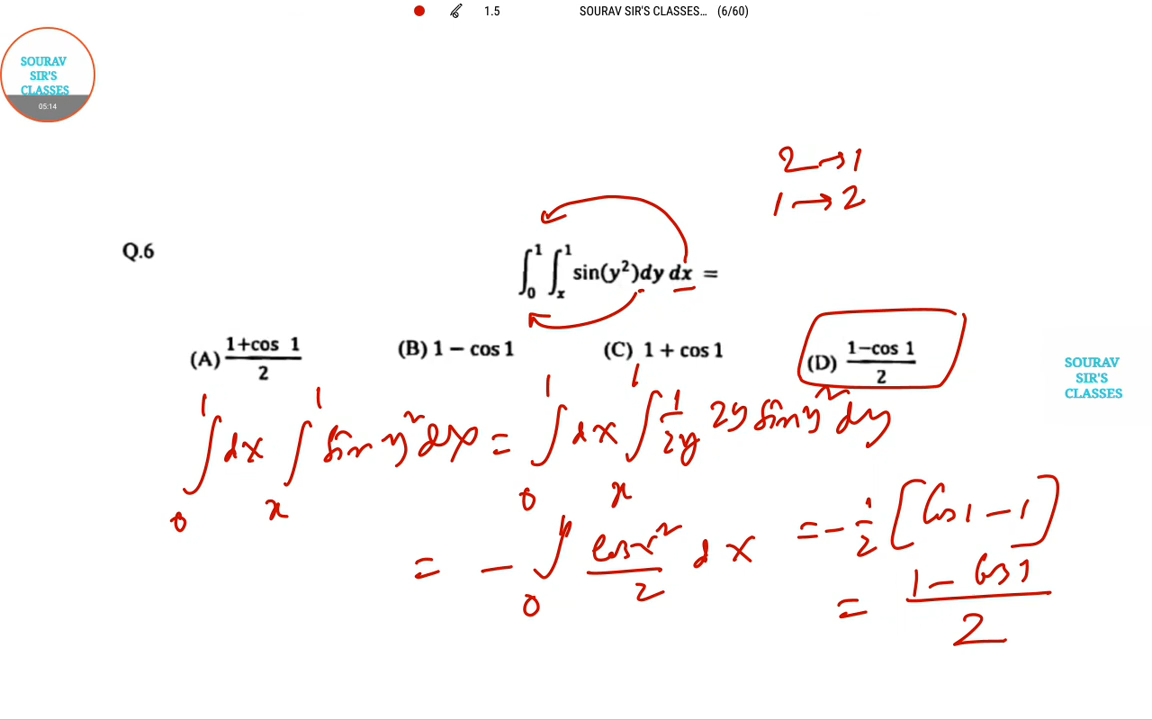 1.5 SOURAV SIR'S CLASSES... (6/60)
SOURAV
SIR'S
CLASSES
05:14
2 → 1
1 → 2
Q.6
∫₀¹ ∫ₓ¹ sin(y²)dy dx =
(A) (1+cos 1)/2 (B) 1 − cos 1 (C) 1 + cos 1 (D) (1−cos 1)/2
SOURAV
SIR'S
CLASSES
∫₀¹ dx ∫ₓ¹ sin y² dx = ∫₀¹ dx ∫ₓ¹ 1/2y 2y sin y² dy
= − ∫₀¹ cos x²/2 dx = − 1/2 [cos 1 − 1]
= (1 − cos 1)/2